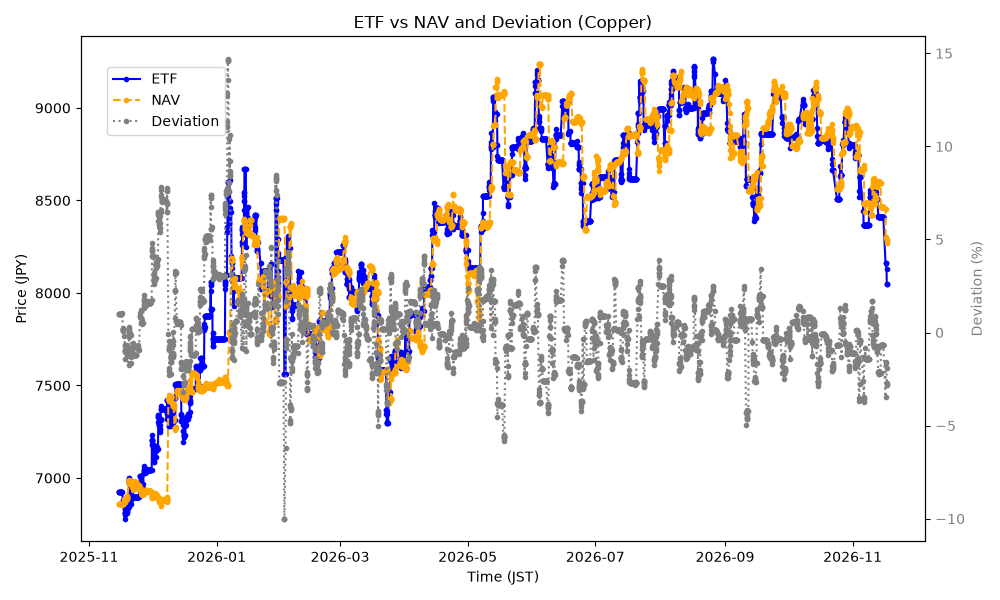 ETF vs NAV and Deviation (Copper)
ETF
NAV
Deviation
Price (JPY)
9000
8500
8000
7500
7000
15
10
5
0
−5
−10
Deviation (%)
2025-11 2026-01 2026-03 2026-05 2026-07 2026-09 2026-11
Time (JST)